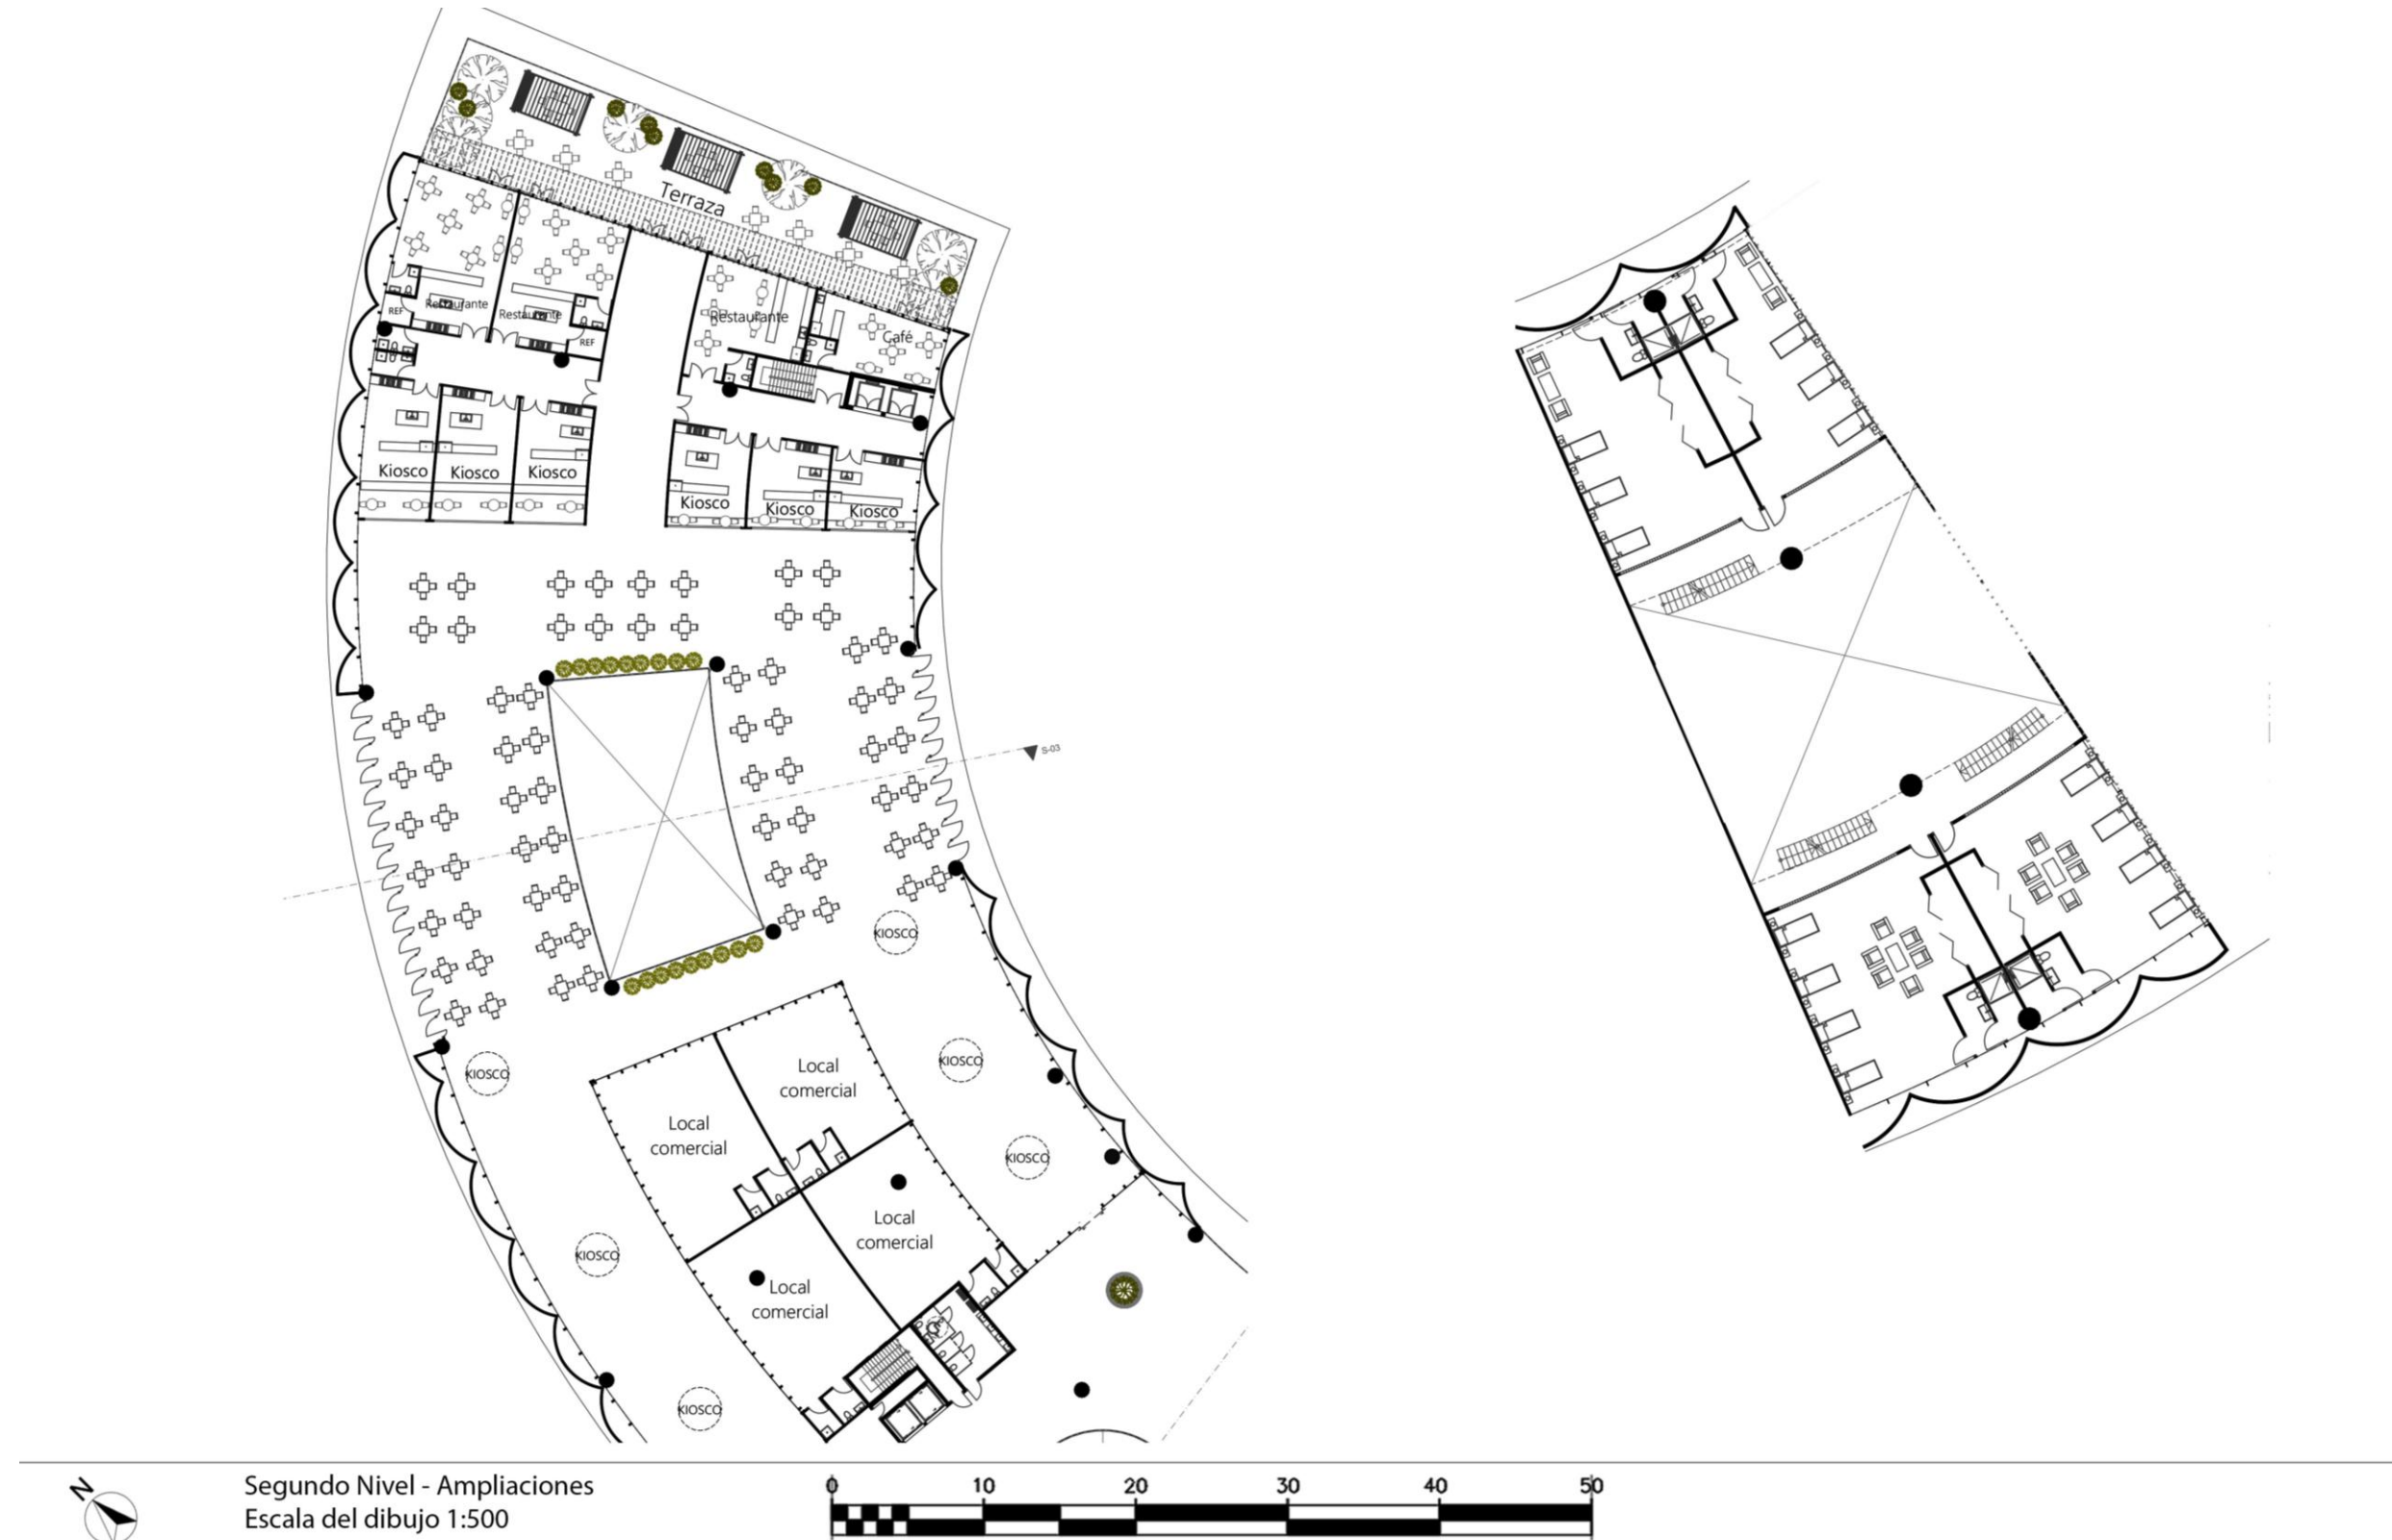 Terraza
Restaurante
Restaurante
Restaurante
Café
REF
REF
Kiosco
Kiosco
Kiosco
Kiosco
Kiosco
Kiosco
S-03
KIOSCO
KIOSCO
KIOSCO
KIOSCO
KIOSCO
KIOSCO
Local
comercial
Local
comercial
Local
comercial
Local
comercial
N
Segundo Nivel - Ampliaciones
Escala del dibujo 1:500
0 10 20 30 40 50